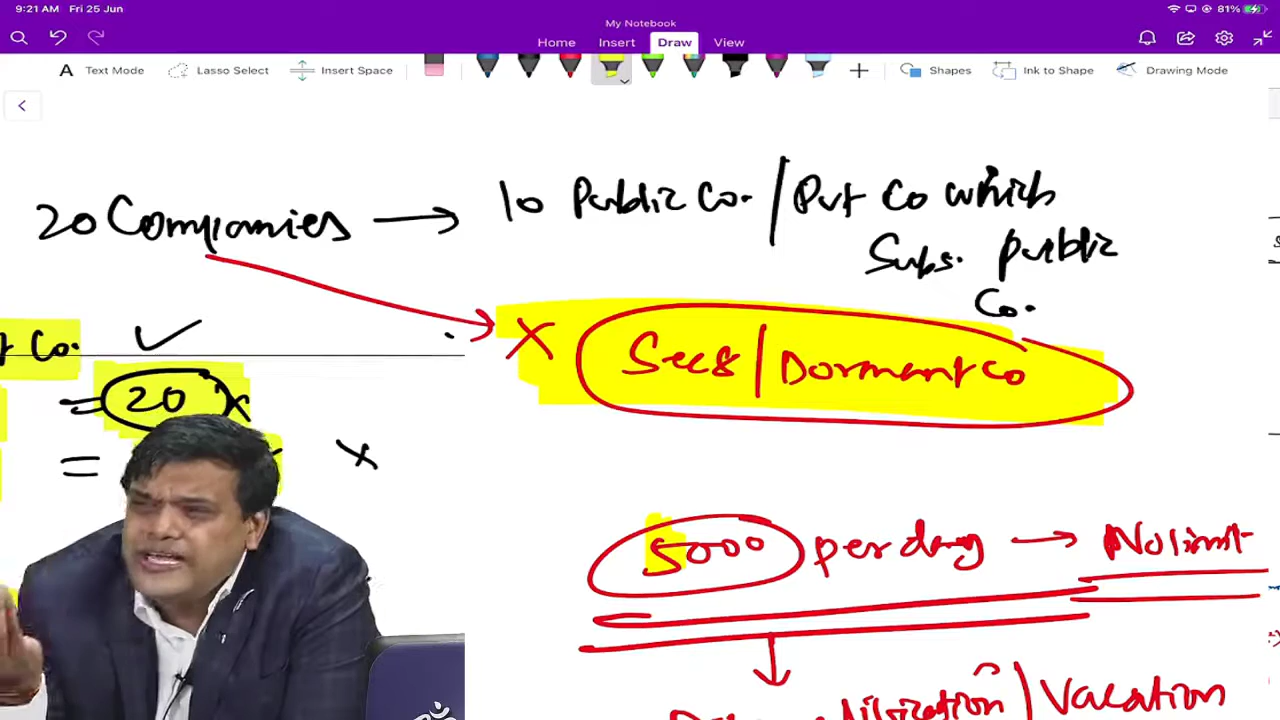 9:21 AM Fri 25 Jun
81%
My Notebook
Home Insert Draw View
Text Mode Lasso Select Insert Space Shapes Ink to Shape Drawing Mode
20 Companies → 10 Public Co. / Pvt Co which
Subs. public
Co.
t Co. ✓
× Sec8 / Dormant Co
= 20 ×
= ×
5000 per day → No limit
/ Vacation
ॐ